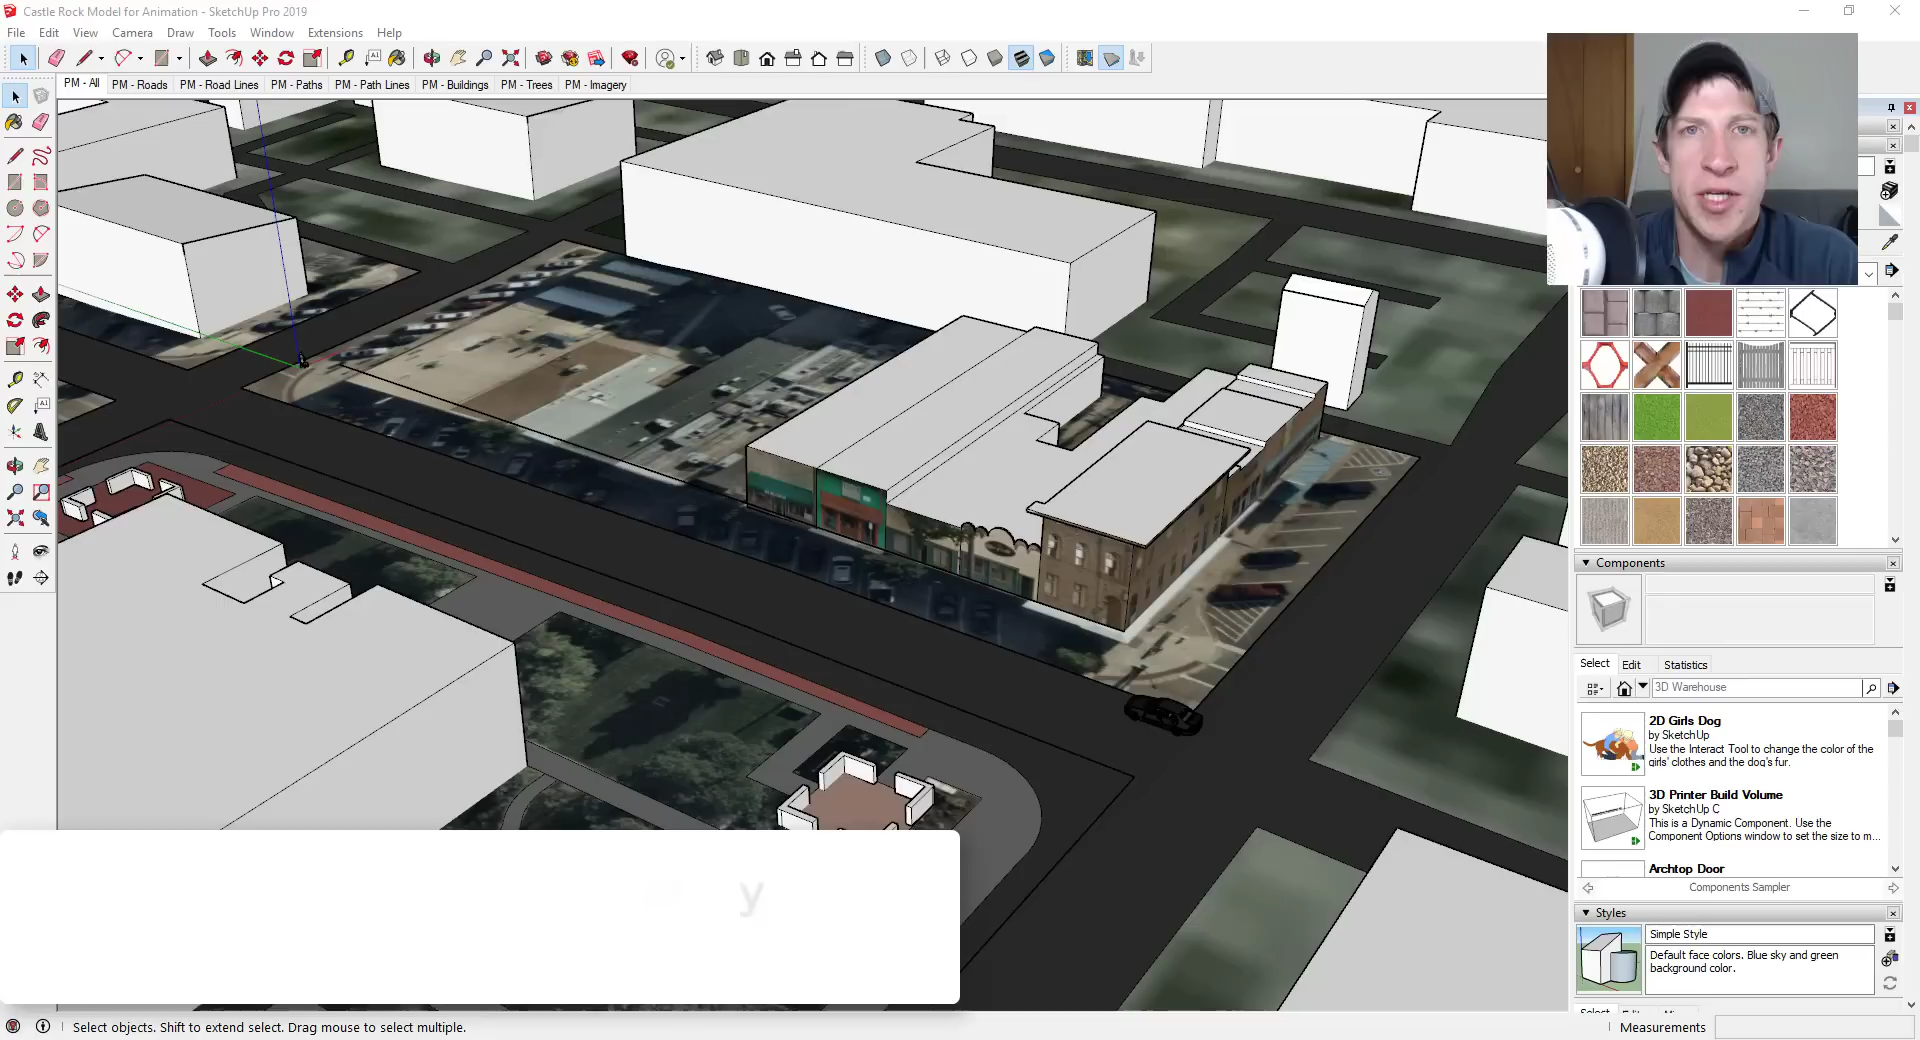 Castle Rock Model for Animation - SketchUp Pro 2019
File Edit View Camera Draw Tools Window Extensions Help
PM - All PM - Roads PM - Road Lines PM - Paths PM - Path Lines PM - Buildings PM - Trees PM - Imagery
Components
Select Edit Statistics
3D Warehouse
2D Girls Dog
by SketchUp
Use the Interact Tool to change the color of the
girls' clothes and the dog's fur.
3D Printer Build Volume
by SketchUp C
This is a Dynamic Component. Use the
Component Options window to set the size to m...
Archtop Door
Components Sampler
Styles
Simple Style
Default face colors. Blue sky and green
background color.
y
Select objects. Shift to extend select. Drag mouse to select multiple.
Measurements